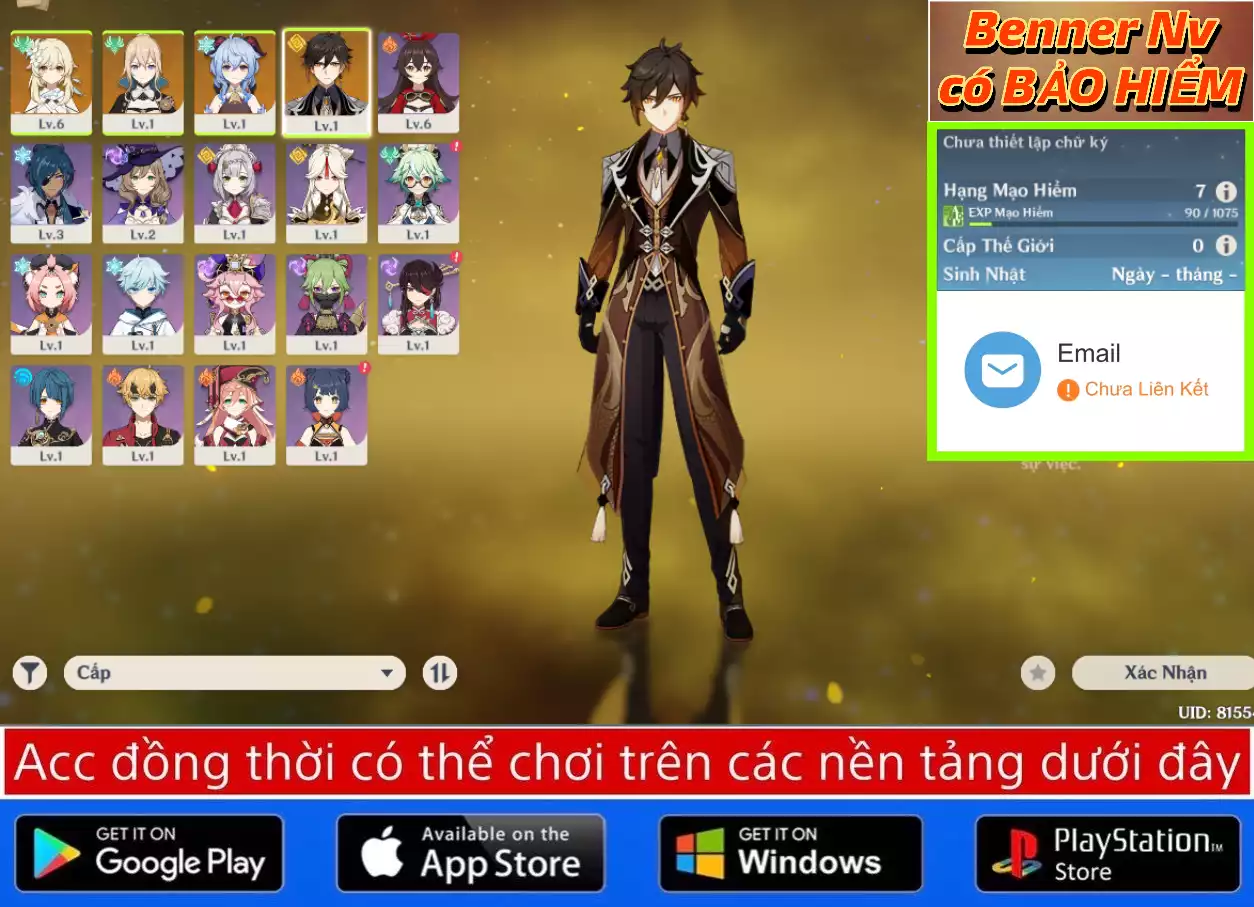 Benner Nv
có BẢO HIỂM
Lv.6
Lv.1
Lv.1
Lv.1
Lv.6
Lv.3
Lv.2
Lv.1
Lv.1
Lv.1
Lv.1
Lv.1
Lv.1
Lv.1
Lv.1
Lv.1
Lv.1
Lv.1
Lv.1
Chưa thiết lập chữ ký
Hạng Mạo Hiểm 7
EXP Mạo Hiểm 90 / 1075
Cấp Thế Giới 0
Sinh Nhật Ngày - tháng -
Email
Chưa Liên Kết
sự việc.
Cấp
Xác Nhận
UID: 8155
Acc đồng thời có thể chơi trên các nền tảng dưới đây
GET IT ON
Google Play
Available on the
App Store
GET IT ON
Windows
PlayStation™
Store